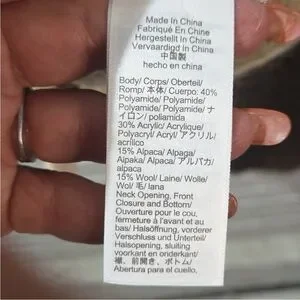 Made In China
Fabriqué En Chine
Hergestellt In China
Vervaardigd In China
中国製
hecho en china
Body/ Corps/ Oberteil/
Romp/ 本体/ Cuerpo: 40%
Polyamide/ Polyamide/
Polyamide/ Polyamide/ ナ
イロン/ poliamida
30% Acrylic/ Acrylique/
Polyacryl/ Acryl/ アクリル/
acrílico
15% Alpaca/ Alpaga/
Alpaka/ Alpaca/ アルパカ/
alpaca
15% Wool/ Laine/ Wolle/
Wol/ 毛/ lana
Neck Opening, Front
Closure and Bottom/
Ouverture pour le cou,
fermeture à l'avant et au
bas/ Halsöffnung, vorderer
Verschluss und Unterteil/
Halsopening, sluiting
voorkant en onderkant/
裾、前開き、ボトム/
Abertura para el cuello,